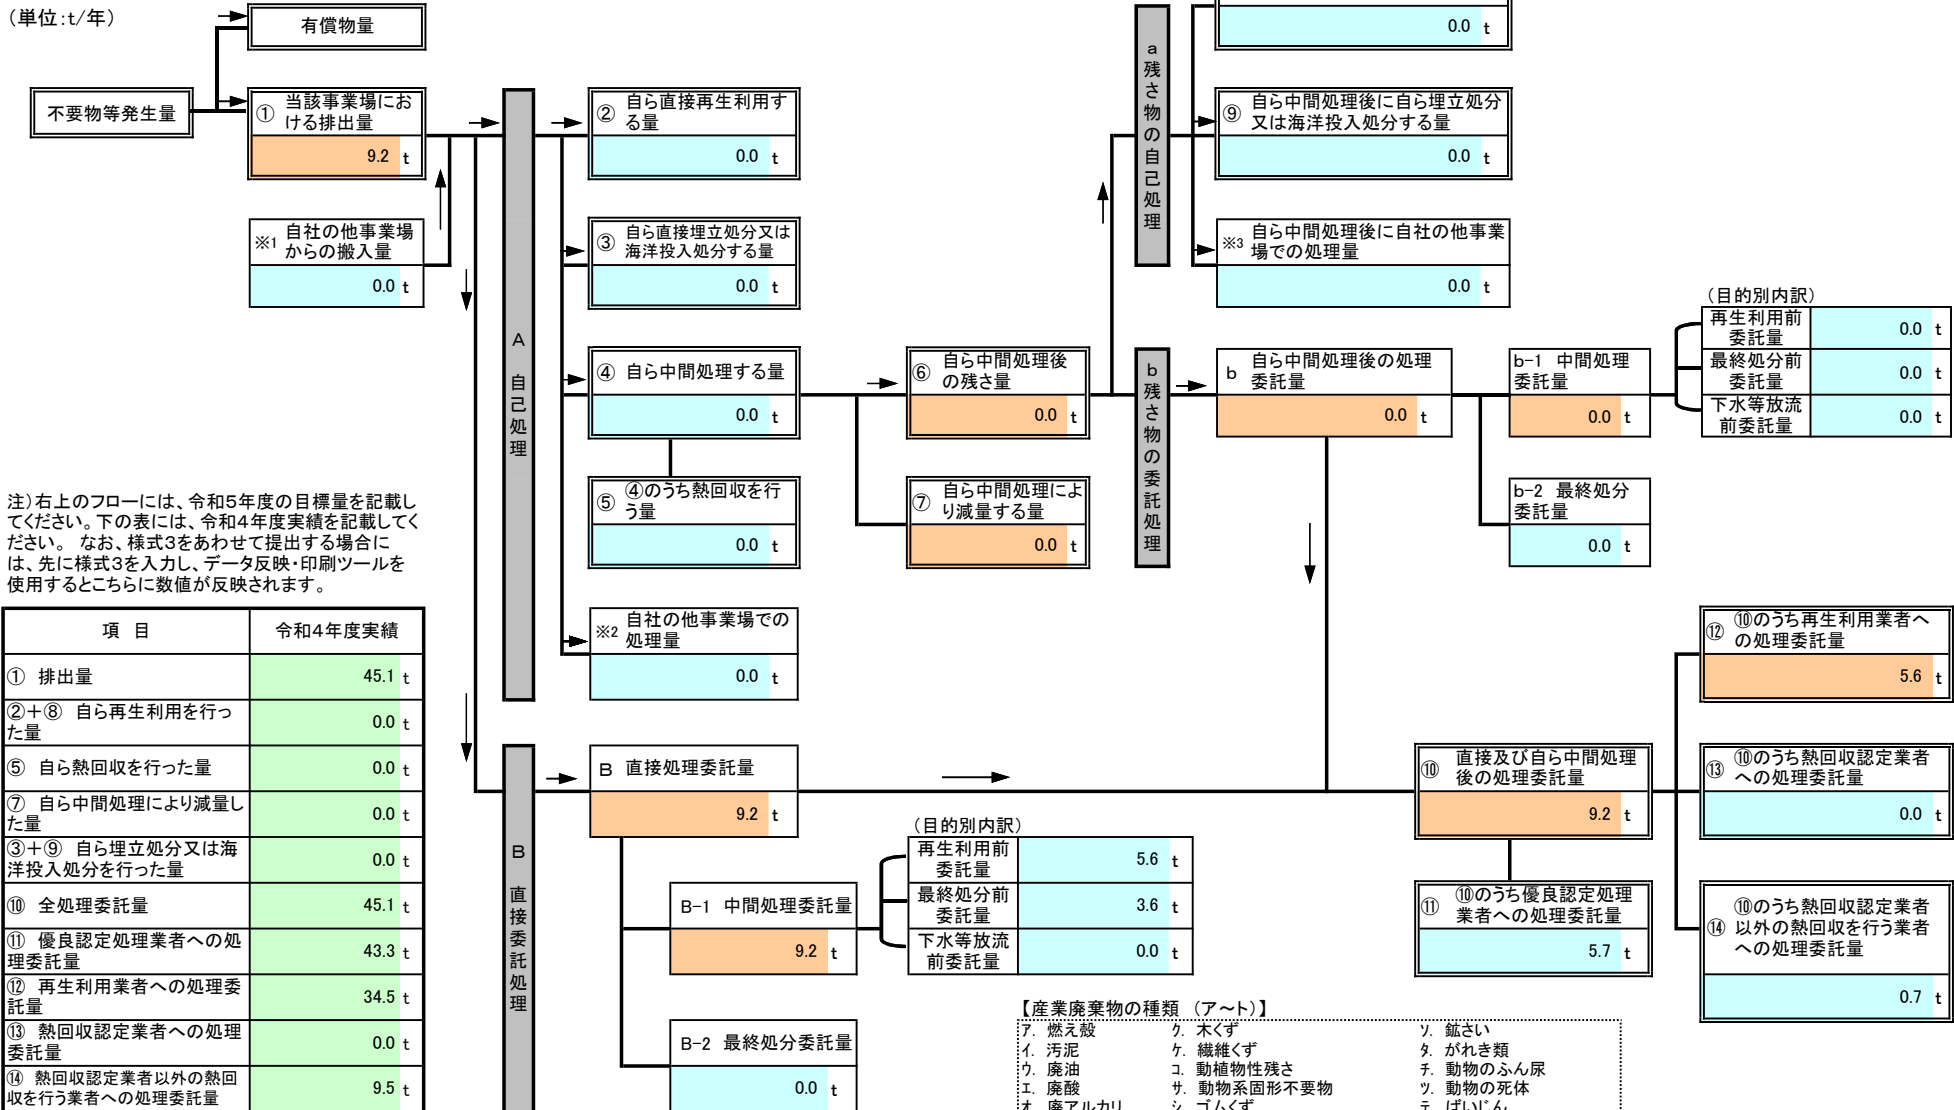 (単位:t/年)
有償物量
不要物等発生量
① 当該事業場にお
ける排出量
9.2 t
※1 自社の他事業場
からの搬入量
0.0 t
A 自己処理
② 自ら直接再生利用す
る量
0.0 t
③ 自ら直接埋立処分又は
海洋投入処分する量
0.0 t
④ 自ら中間処理する量
0.0 t
⑤ ④のうち熱回収を行
う量
0.0 t
※2 自社の他事業場での
処理量
0.0 t
⑥ 自ら中間処理後
の残さ量
0.0 t
⑦ 自ら中間処理によ
り減量する量
0.0 t
a残さ物の自己処理
0.0 t
⑨ 自ら中間処理後に自ら埋立処分
又は海洋投入処分する量
0.0 t
※3 自ら中間処理後に自社の他事業
場での処理量
0.0 t
b残さ物の委託処理
b 自ら中間処理後の処理
委託量
0.0 t
b-1 中間処理
委託量
0.0 t
(目的別内訳)
再生利用前
委託量
0.0 t
最終処分前
委託量
0.0 t
下水等放流
前委託量
0.0 t
b-2 最終処分
委託量
0.0 t
注)右上のフローには、令和5年度の目標量を記載し
てください。下の表には、令和4年度実績を記載してく
ださい。 なお、様式3をあわせて提出する場合に
は、先に様式3を入力し、データ反映・印刷ツールを
使用するとこちらに数値が反映されます。
項 目 令和4年度実績
① 排出量 45.1 t
②+⑧ 自ら再生利用を行っ
た量
0.0 t
⑤ 自ら熱回収を行った量 0.0 t
⑦ 自ら中間処理により減量し
た量
0.0 t
③+⑨ 自ら埋立処分又は海
洋投入処分を行った量
0.0 t
⑩ 全処理委託量 45.1 t
⑪ 優良認定処理業者への処
理委託量
43.3 t
⑫ 再生利用業者への処理委
託量
34.5 t
⑬ 熱回収認定業者への処理
委託量
0.0 t
⑭ 熱回収認定業者以外の熱回
収を行う業者への処理委託量
9.5 t
B 直接委託処理
B 直接処理委託量
9.2 t
B-1 中間処理委託量
9.2 t
(目的別内訳)
再生利用前
委託量
5.6 t
最終処分前
委託量
3.6 t
下水等放流
前委託量
0.0 t
B-2 最終処分委託量
0.0 t
⑩ 直接及び自ら中間処理
後の処理委託量
9.2 t
⑪ ⑩のうち優良認定処理
業者への処理委託量
5.7 t
⑫ ⑩のうち再生利用業者へ
の処理委託量
5.6 t
⑬ ⑩のうち熱回収認定業者
への処理委託量
0.0 t
⑭ ⑩のうち熱回収認定業者
以外の熱回収を行う業者
への処理委託量
0.7 t
【産業廃棄物の種類 (ア~ト)】
ア. 燃え殻 ク. 木くず ソ. 鉱さい
イ. 汚泥 ケ. 繊維くず タ. がれき類
ウ. 廃油 コ. 動植物性残さ チ. 動物のふん尿
エ. 廃酸 サ. 動物系固形不要物 ツ. 動物の死体
オ. 廃アルカリ シ. ゴムくず テ. ばいじん